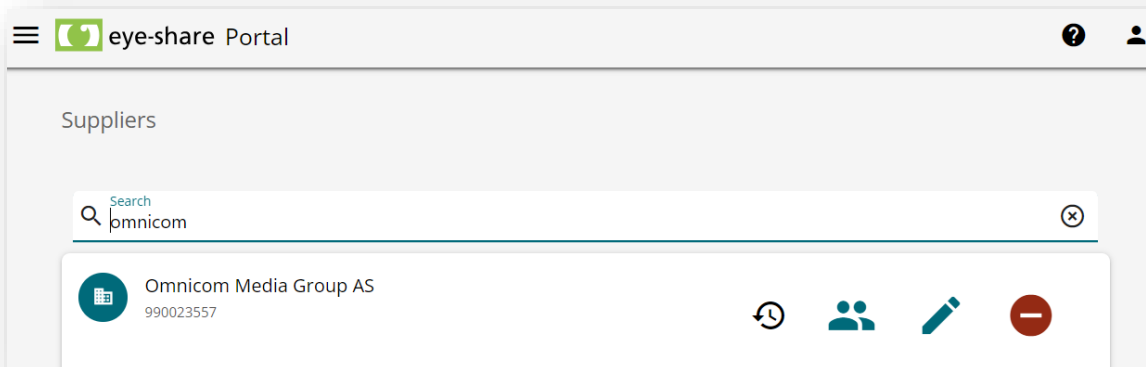 eye-share Portal
Suppliers
Search
omnicom
Omnicom Media Group AS
990023557